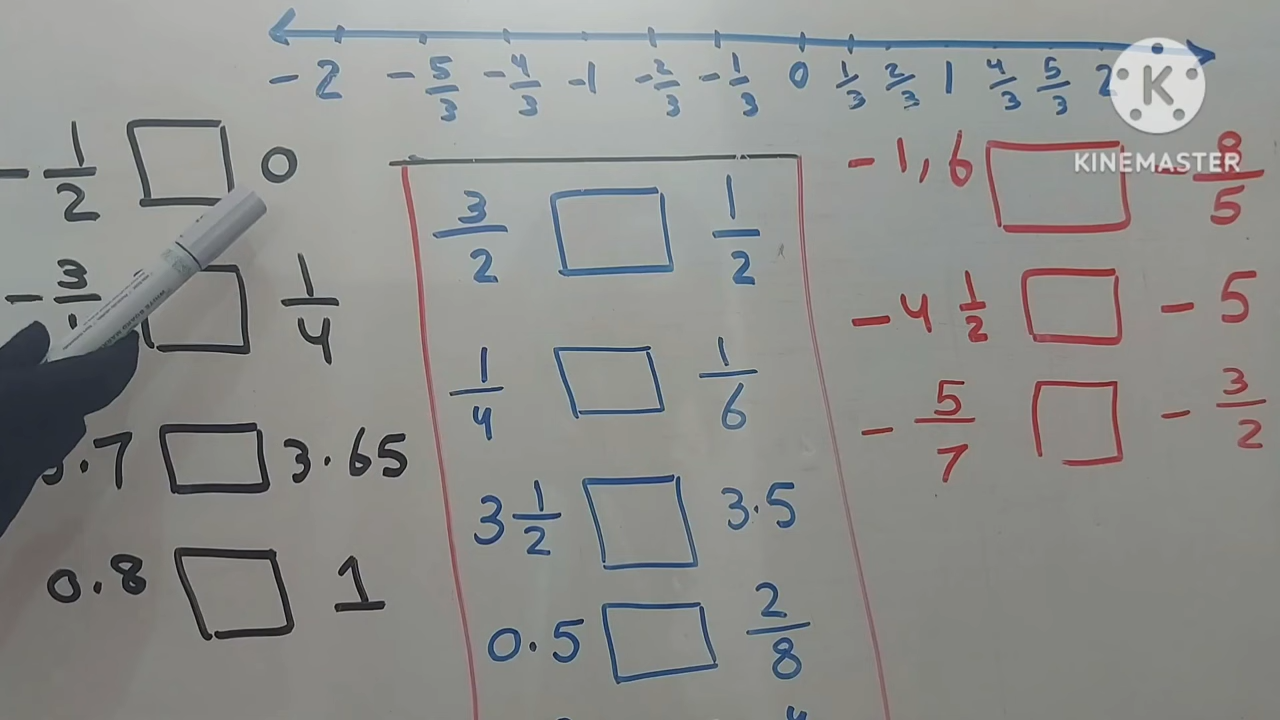 -2 -5/3 -4/3 -1 -2/3 -1/3 0 1/3 2/3 1 4/3 5/3 2
K
KINEMASTER
-1/2 □ 0
1/4
.7 □ 3.65
0.8 □ 1
3/2 □ 1/2
1/4 □ 1/6
3 1/2 □ 3.5
0.5 □ 2/8
-1,6 □ -8/5
-4 1/2 □ -5
-5/7 □ -3/2